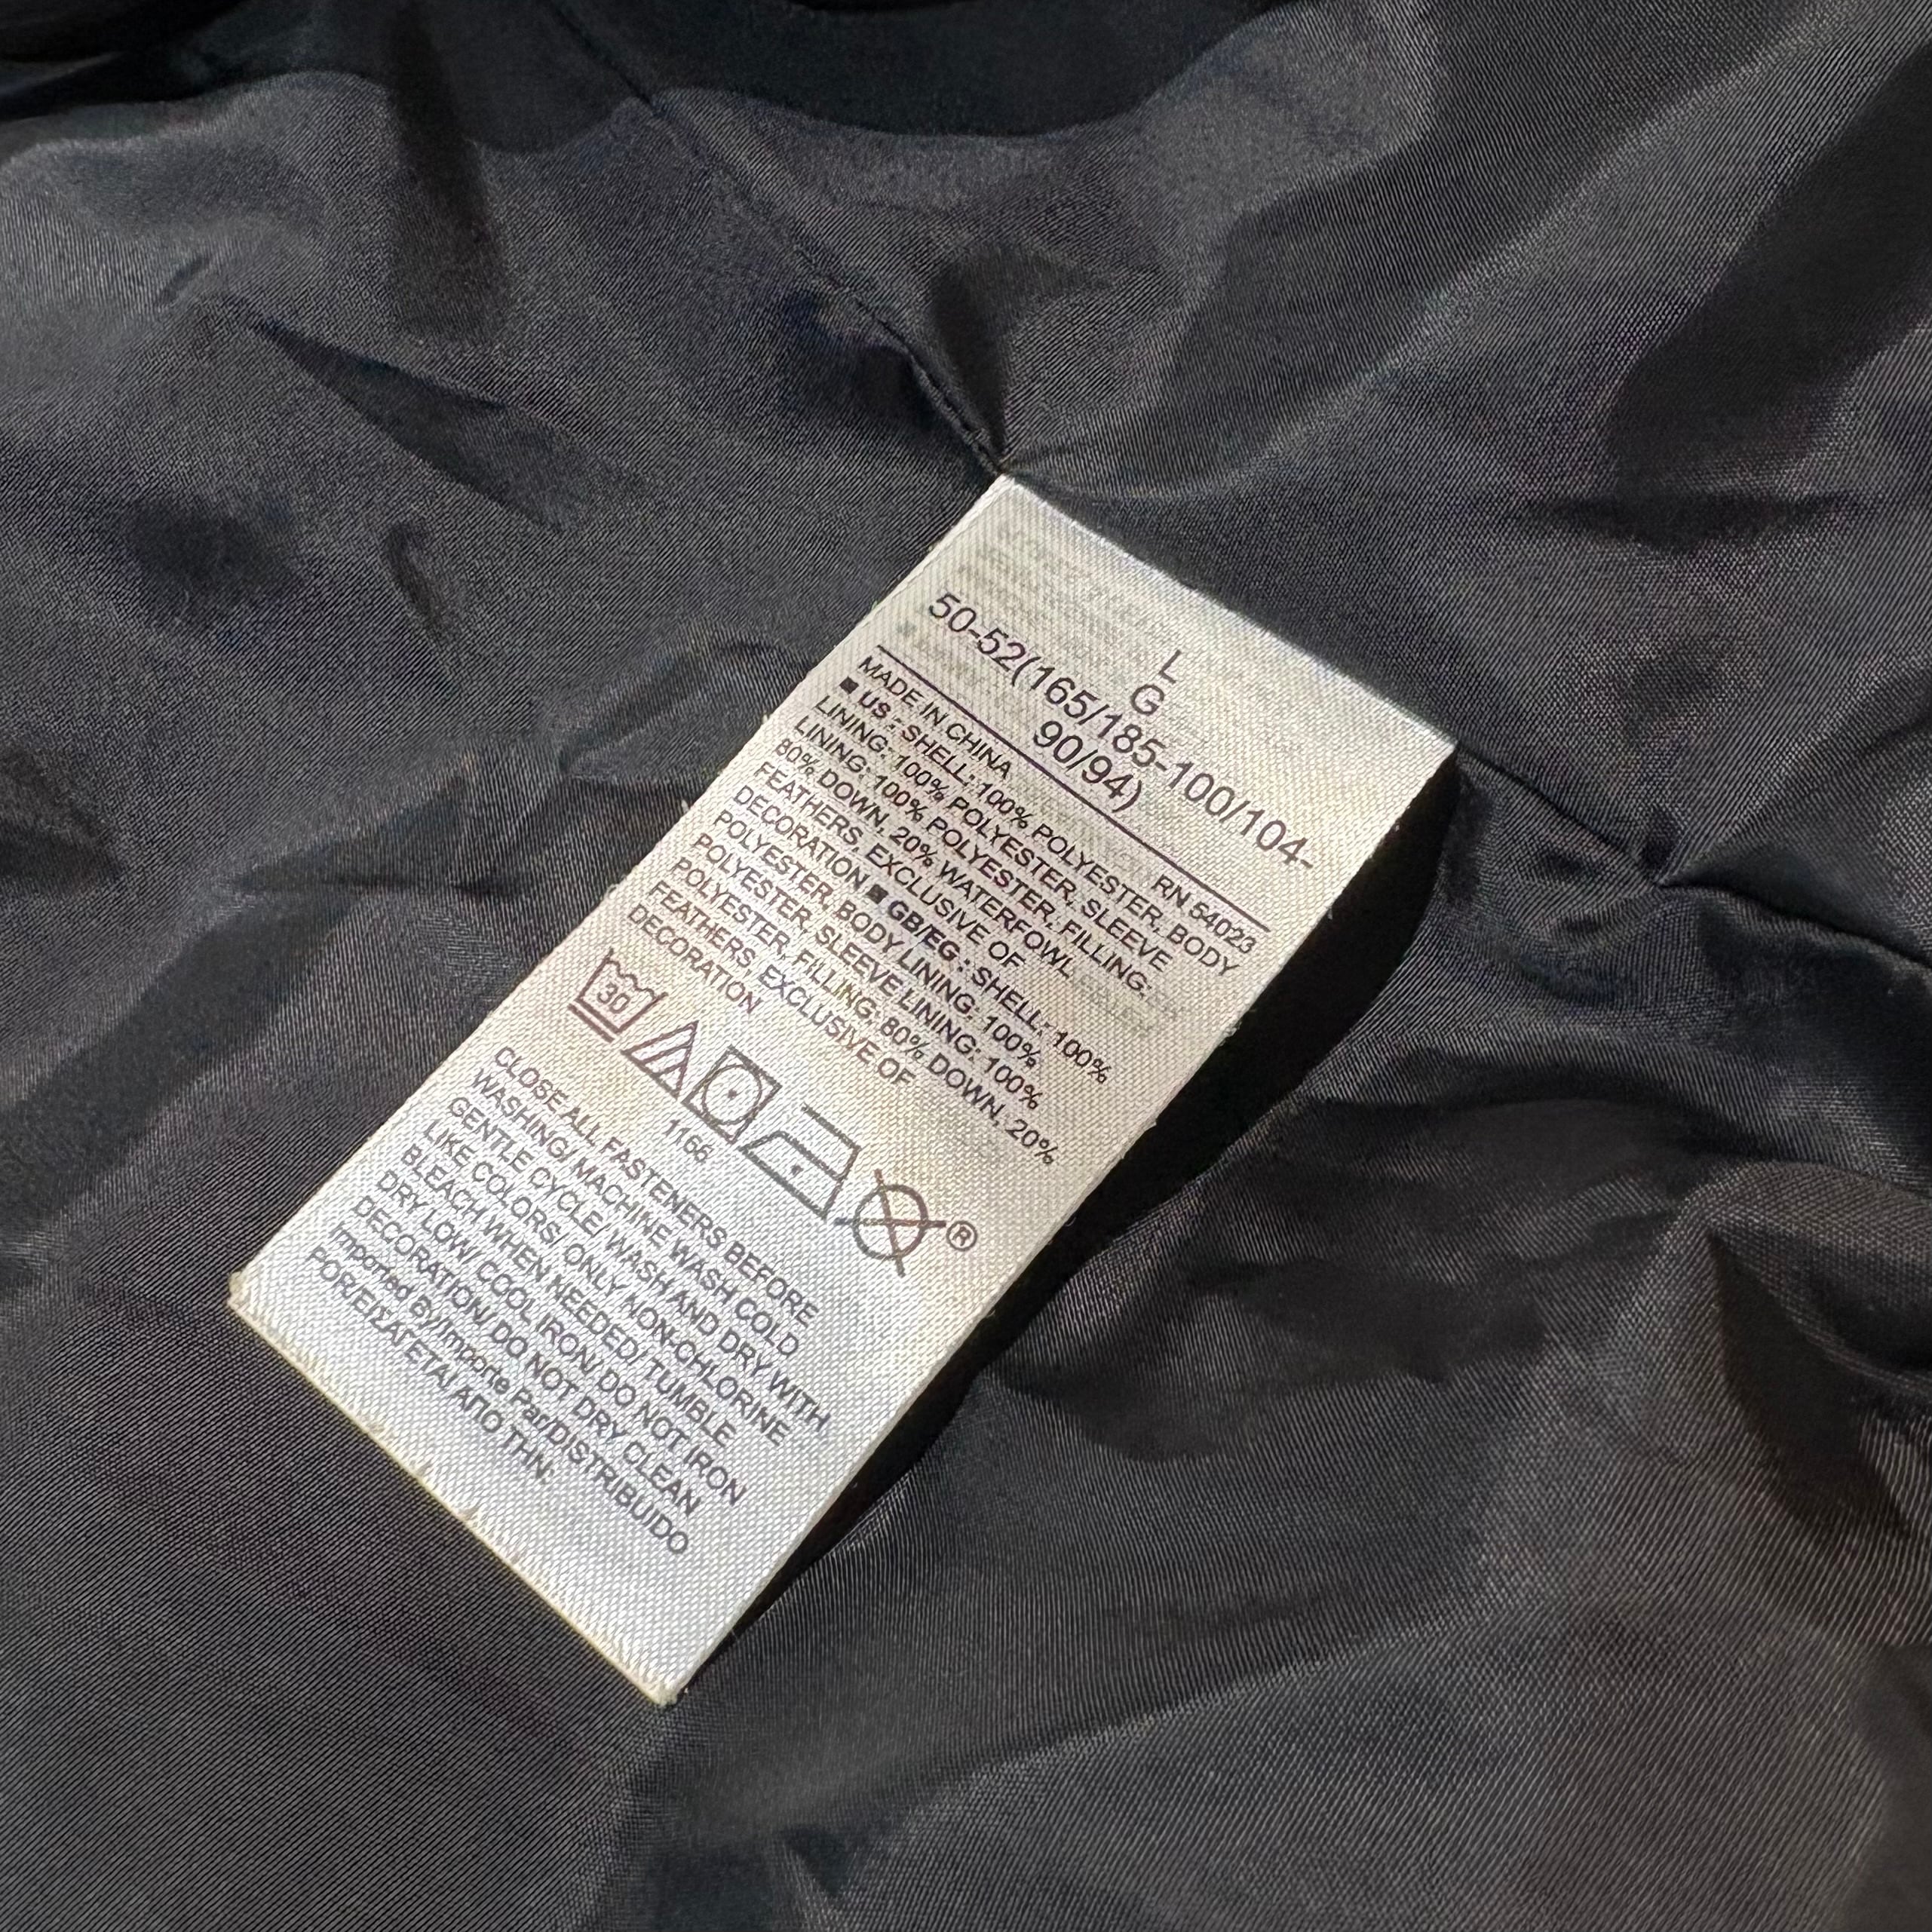 L
G
50-52(165/185-100/104-
90/94)
MADE IN CHINA RN 54023
■ US : SHELL: 100% POLYESTER, BODY
LINING: 100% POLYESTER, SLEEVE
LINING: 100% POLYESTER, FILLING:
80% DOWN, 20% WATERFOWL
FEATHERS, EXCLUSIVE OF
DECORATION ■ GB/EG : SHELL: 100%
POLYESTER, BODY LINING: 100%
POLYESTER, SLEEVE LINING: 100%
POLYESTER, FILLING: 80% DOWN, 20%
FEATHERS, EXCLUSIVE OF
DECORATION
30
1166
®
CLOSE ALL FASTENERS BEFORE
WASHING/ MACHINE WASH COLD
GENTLE CYCLE/ WASH AND DRY WITH
LIKE COLORS/ ONLY NON-CHLORINE
BLEACH WHEN NEEDED/ TUMBLE
DRY LOW/ COOL IRON/ DO NOT IRON
DECORATION/ DO NOT DRY CLEAN
Imported By/Importe Par/DISTRIBUIDO
POR/ΕΙΣΑΓΕΤΑΙ ΑΠΟ ΤΗΝ: